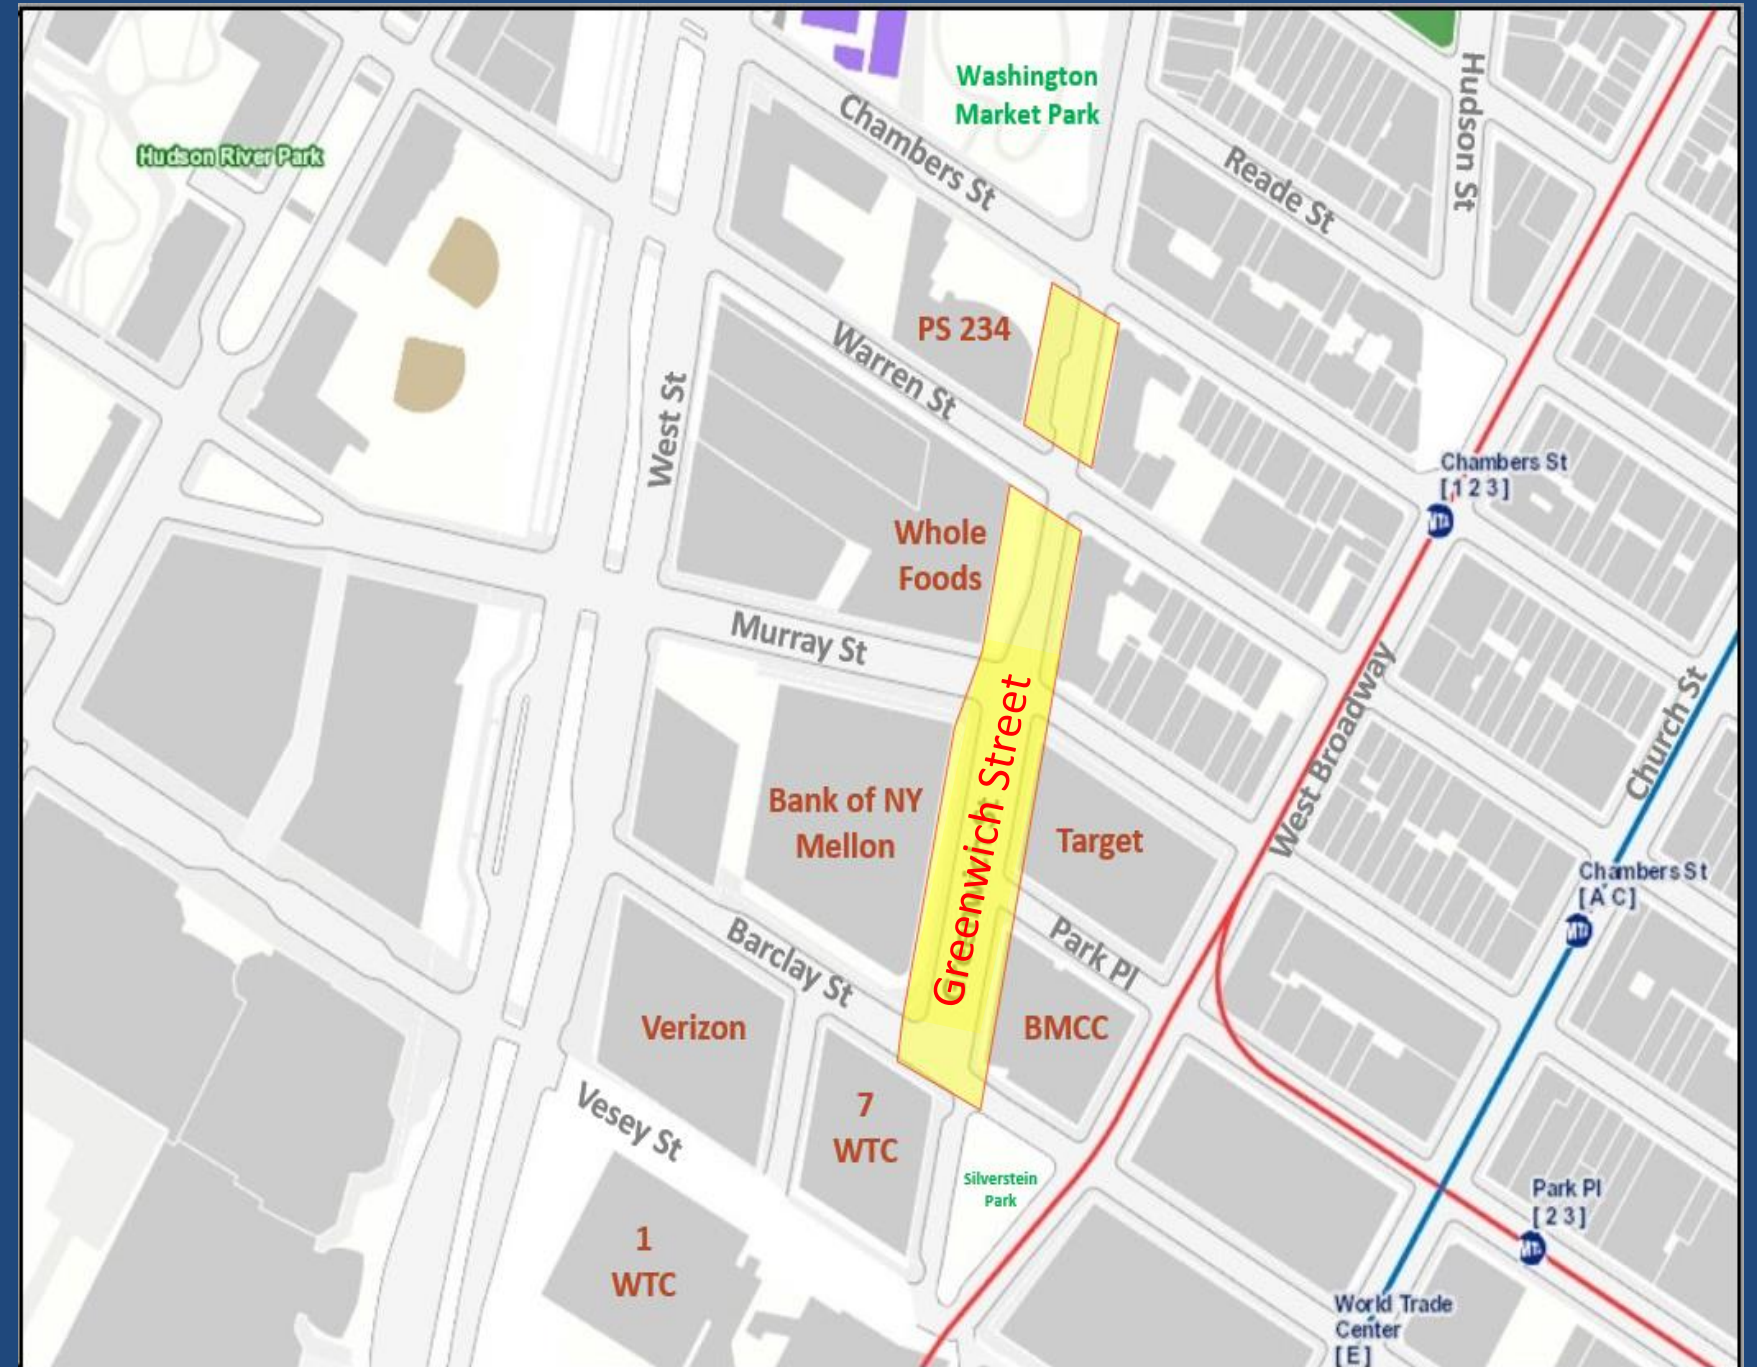 Washington
Market Park
Hudson St
Chambers St
Hudson River Park
Reade St
PS 234
Warren St
West St
Chambers St
[1 2 3]
MTA
Whole
Foods
Murray St
Greenwich Street
West Broadway
Church St
Bank of NY
Mellon
Target
Chambers St
[A C]
MTA
Barclay St
Park Pl
Verizon
BMCC
Vesey St
7
WTC
Silverstein
Park
Park Pl
[2 3]
MTA
1
WTC
World Trade
Center
[E]